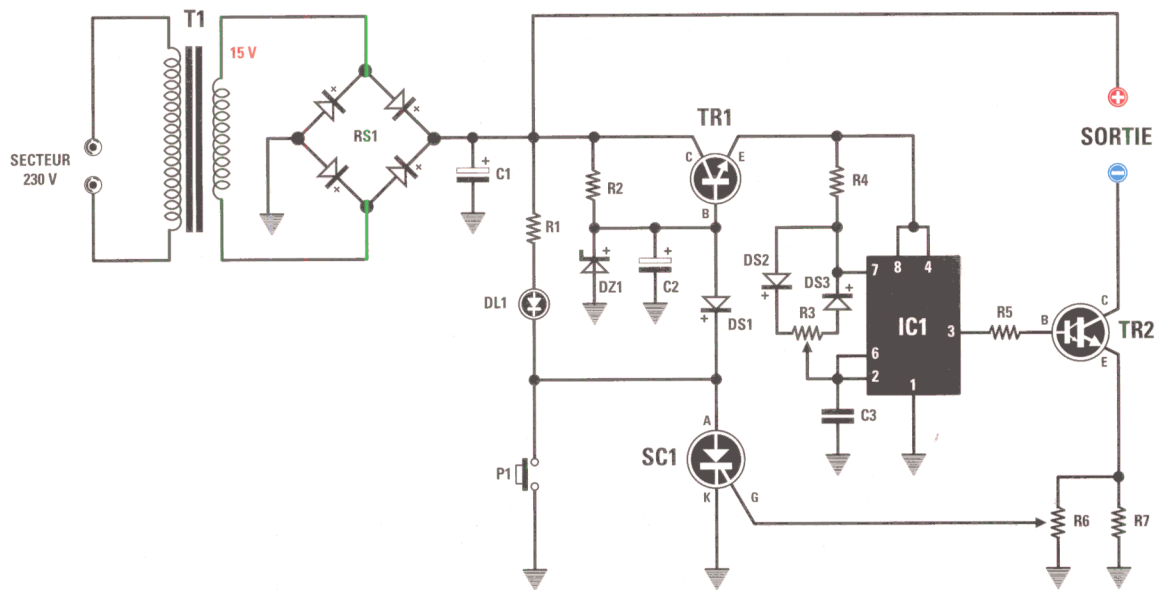 T1
15 V
SECTEUR
230 V
RS1
C1
R1
R2
DZ1
C2
DL1
DS1
P1
TR1
C
E
B
R4
DS2
DS3
R3
7
8
4
IC1
3
6
2
1
C3
R5
B
C
E
TR2
SORTIE
SC1
A
K
G
R6
R7